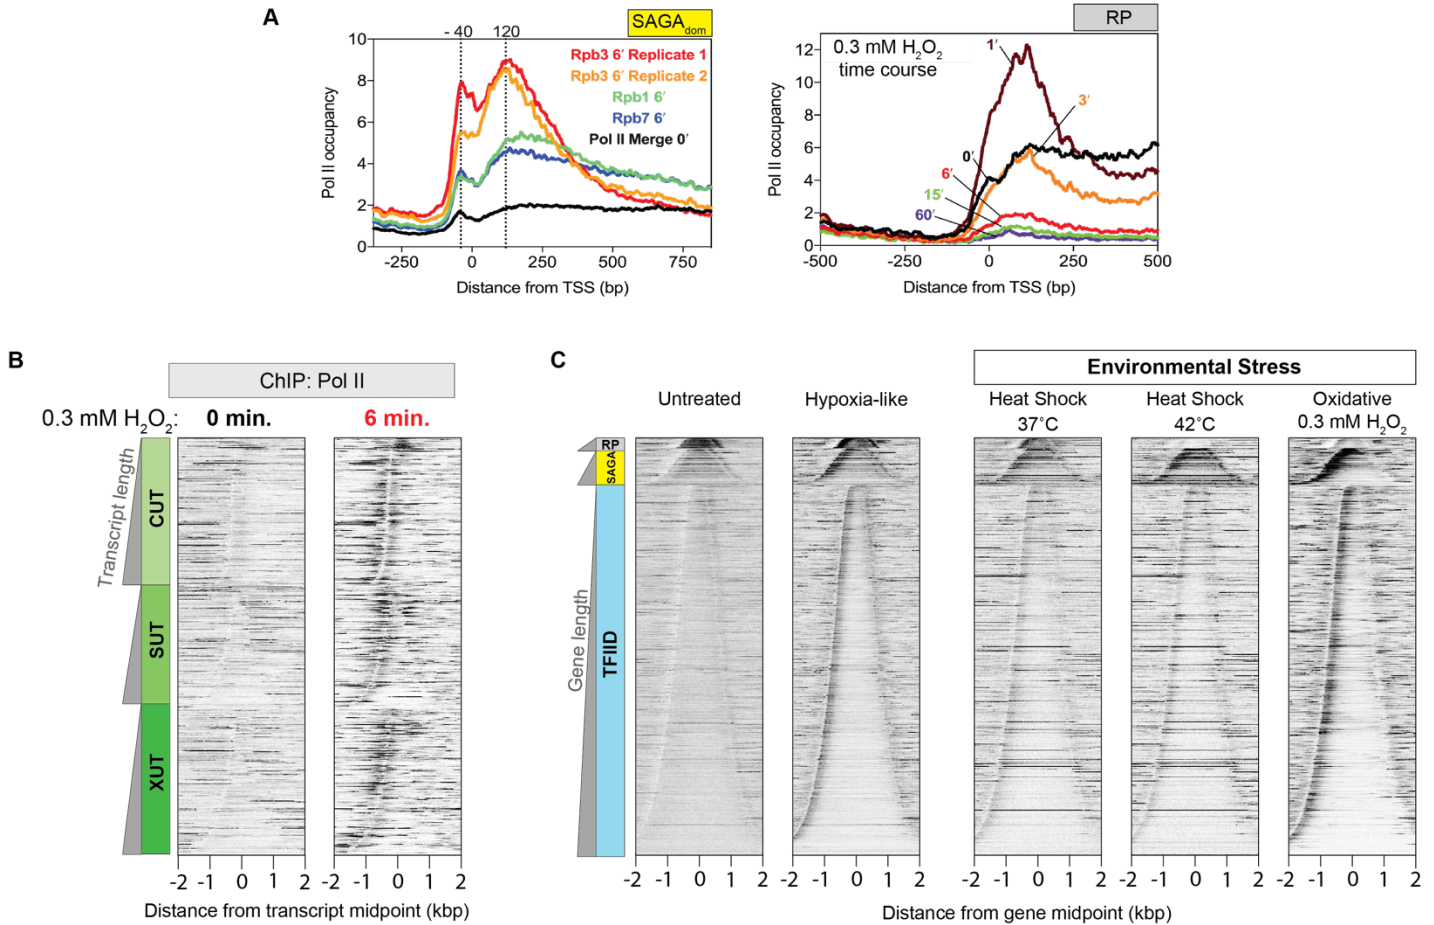 A
SAGAdom
- 40 120
Rpb3 6′ Replicate 1
Rpb3 6′ Replicate 2
Rpb1 6′
Rpb7 6′
Pol II Merge 0′
Pol II occupancy
10
8
6
4
2
0
-250 0 250 500 750
Distance from TSS (bp)
RP
0.3 mM H2O2
time course
1′
3′
0′
6′
15′
60′
Pol II occupancy
12
10
8
6
4
2
0
-500 -250 0 250 500
Distance from TSS (bp)
B
ChIP: Pol II
0.3 mM H2O2: 0 min. 6 min.
Transcript length
CUT
SUT
XUT
-2 -1 0 1 2 -2 -1 0 1 2
Distance from transcript midpoint (kbp)
C
Environmental Stress
Untreated
Hypoxia-like
Heat Shock
37˚C
Heat Shock
42˚C
Oxidative
0.3 mM H2O2
RP
SAGA
TFIID
Gene length
-2 -1 0 1 2 -2 -1 0 1 2 -2 -1 0 1 2 -2 -1 0 1 2 -2 -1 0 1 2
Distance from gene midpoint (kbp)